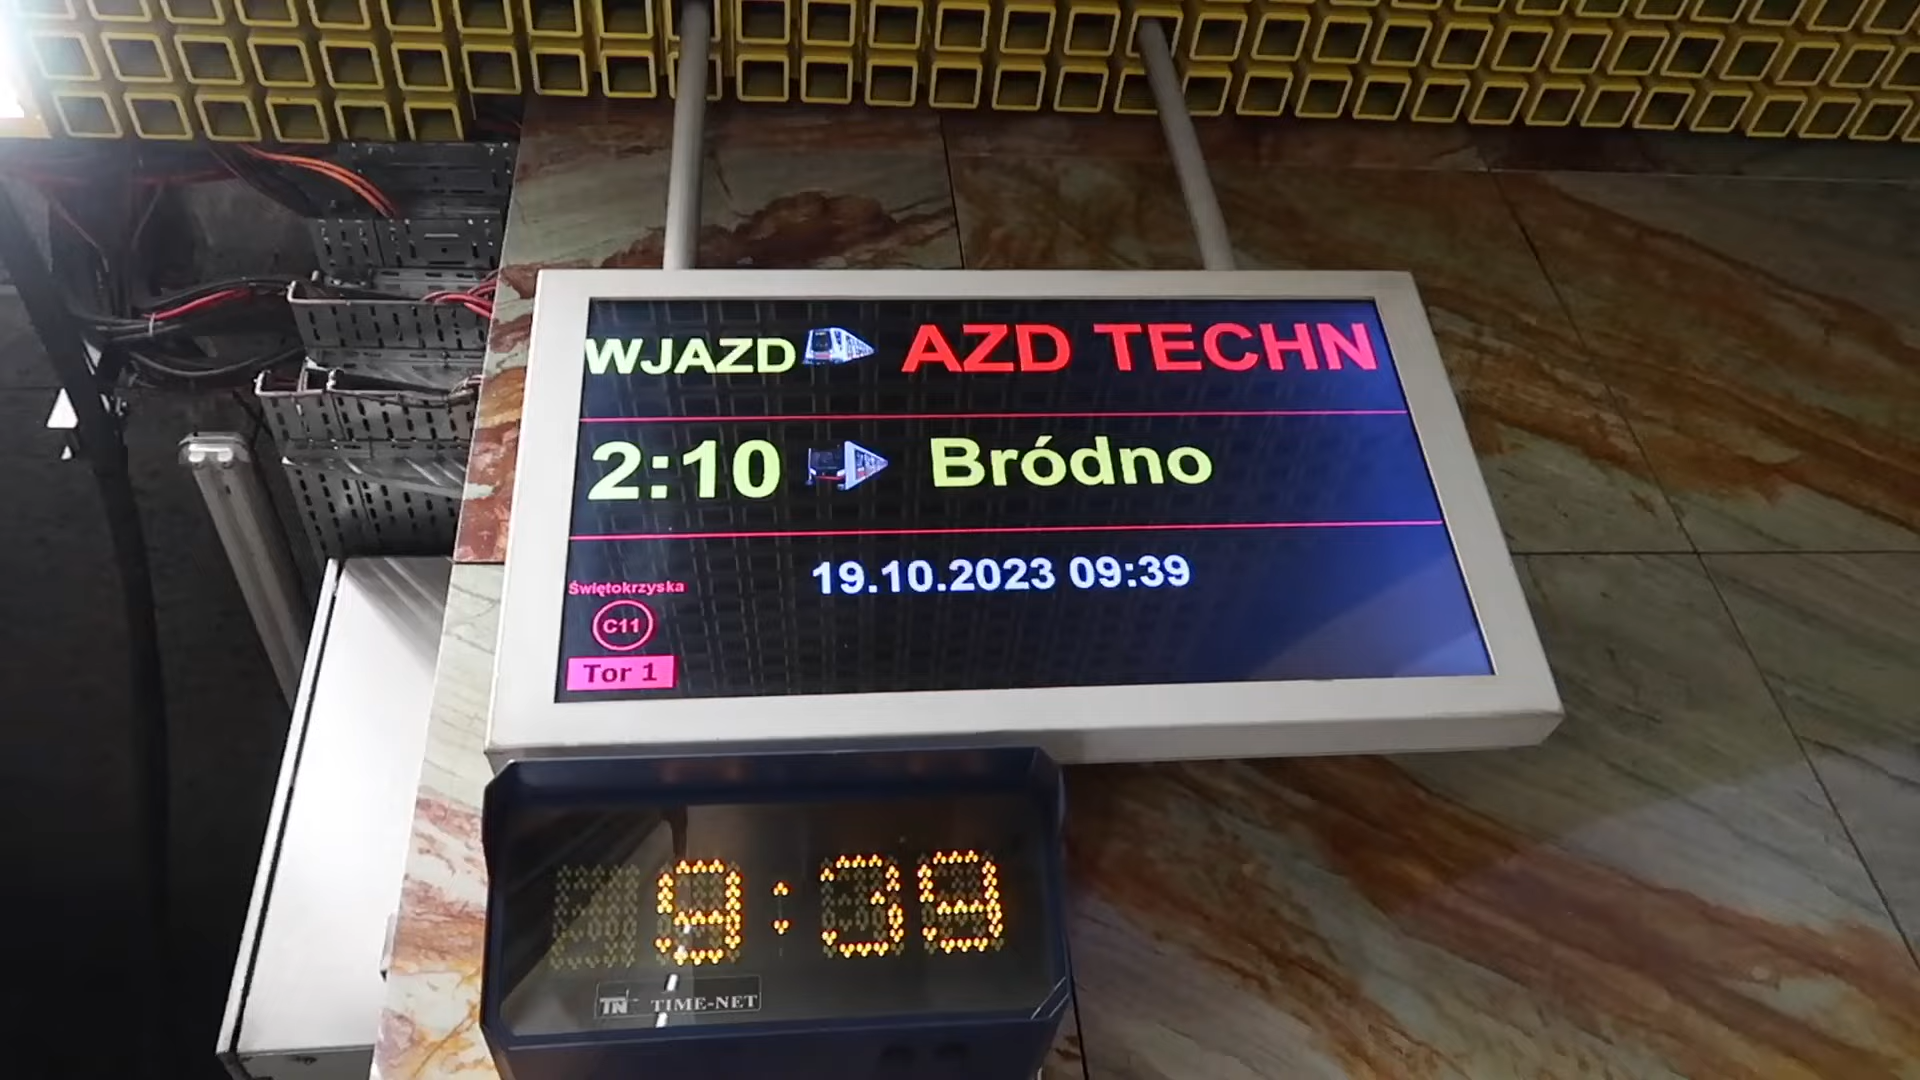 WJAZD AZD TECHN
2:10 Bródno
19.10.2023 09:39
Świętokrzyska
C11
Tor 1
9:39
TN TIME-NET